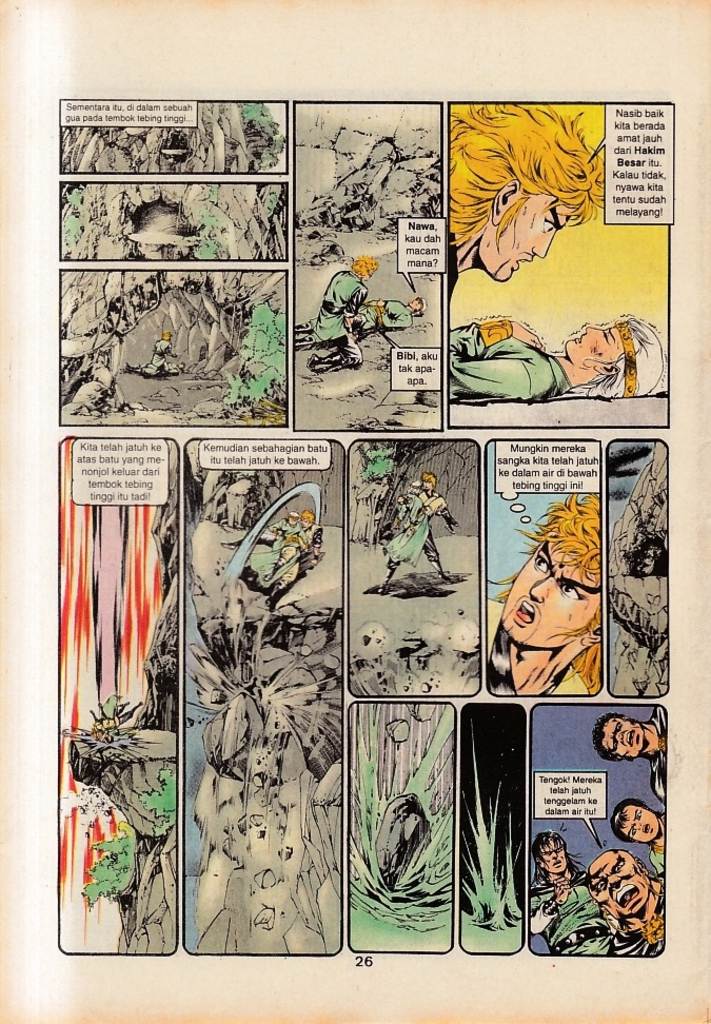 Sementara itu, di dalam sebuah
gua pada tembok tebing tinggi...
Nawa,
kau dah
macam
mana?
Bibi, aku
tak apa-
apa.
Nasib baik
kita berada
amat jauh
dari Hakim
Besar itu.
Kalau tidak,
nyawa kita
tentu sudah
melayang!
Kita telah jatuh ke
atas batu yang me-
nonjol keluar dari
tembok tebing
tinggi itu tadi!
Kemudian sebahagian batu
itu telah jatuh ke bawah.
Mungkin mereka
sangka kita telah jatuh
ke dalam air di bawah
tebing tinggi ini!
Tengok! Mereka
telah jatuh
tenggelam ke
dalam air itu!
26